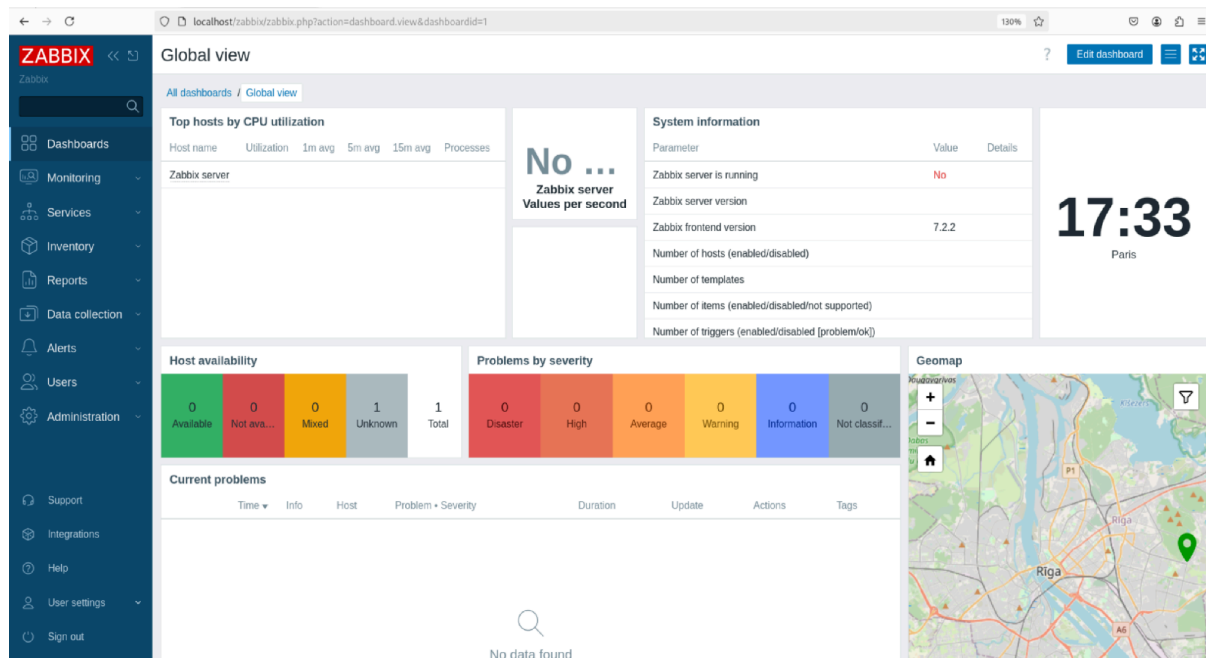 localhost/zabbix/zabbix.php?action=dashboard.view&dashboardid=1
130%
ZABBIX
Zabbix
Global view
?
Edit dashboard
All dashboards / Global view
Dashboards
Monitoring
Services
Inventory
Reports
Data collection
Alerts
Users
Administration
Support
Integrations
Help
User settings
Sign out
Top hosts by CPU utilization
Host name Utilization 1m avg 5m avg 15m avg Processes
Zabbix server
No ...
Zabbix server
Values per second
System information
Parameter Value Details
Zabbix server is running No
Zabbix server version
Zabbix frontend version 7.2.2
Number of hosts (enabled/disabled)
Number of templates
Number of items (enabled/disabled/not supported)
Number of triggers (enabled/disabled [problem/ok])
17:33
Paris
Host availability
0 0 0 1 1
Available Not ava... Mixed Unknown Total
Problems by severity
0 0 0 0 0 0
Disaster High Average Warning Information Not classif...
Current problems
Time Info Host Problem • Severity Duration Update Actions Tags
No data found
Geomap
+
-
P1
Riga
Rīga
A6